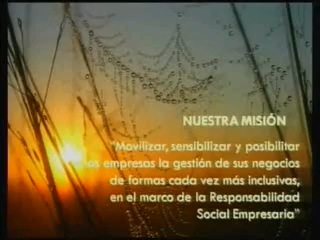 NUESTRA MISIÓN
"Movilizar, sensibilizar y posibilitar
las empresas la gestión de sus negocios
de formas cada vez más inclusivas,
en el marco de la Responsabilidad
Social Empresaria"